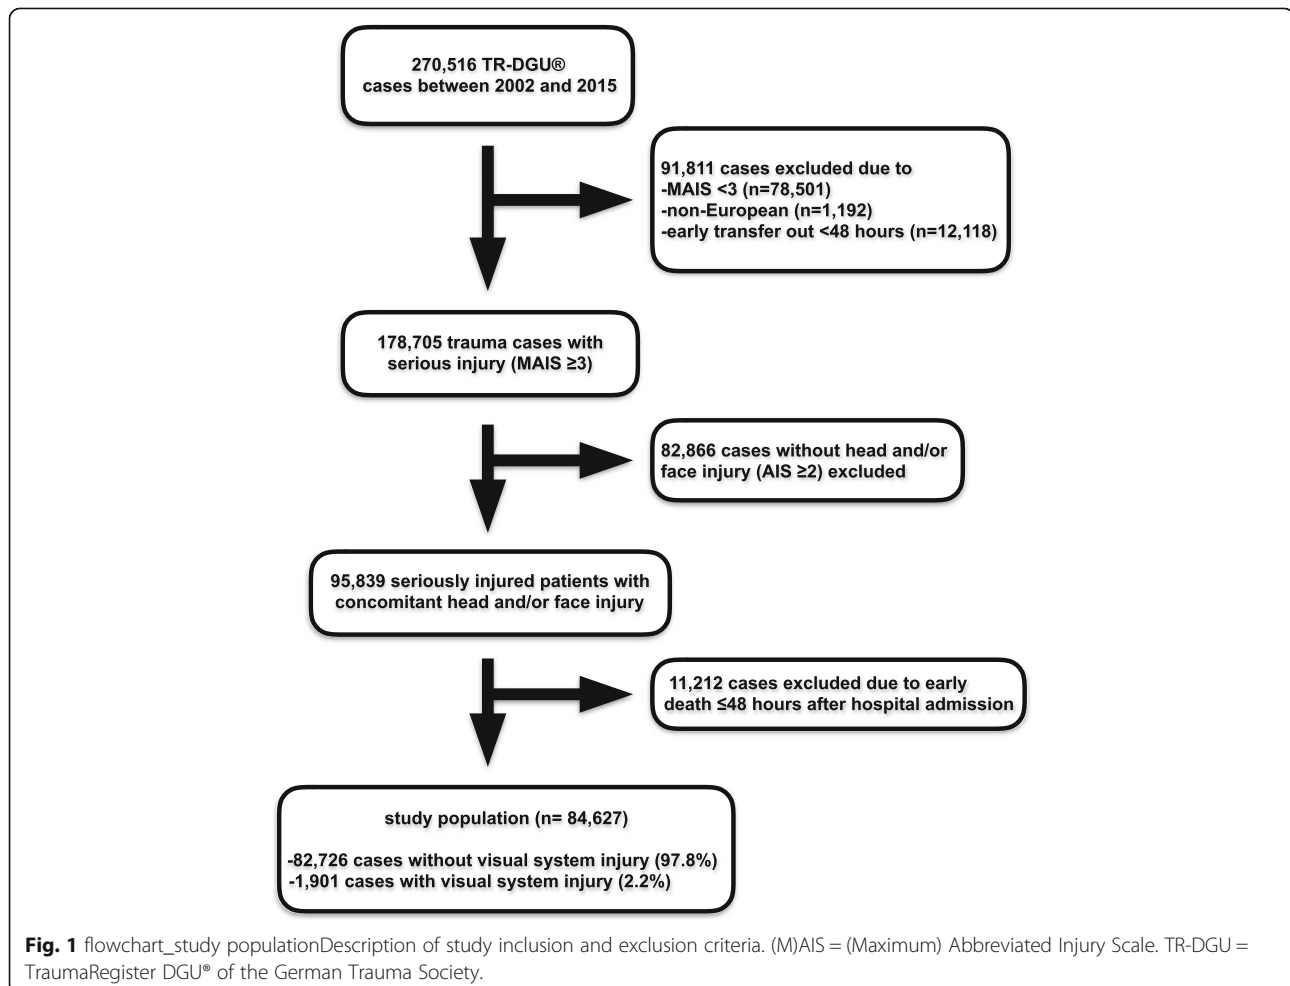 270,516 TR-DGU®
cases between 2002 and 2015
91,811 cases excluded due to
-MAIS <3 (n=78,501)
-non-European (n=1,192)
-early transfer out <48 hours (n=12,118)
178,705 trauma cases with
serious injury (MAIS ≥3)
82,866 cases without head and/or
face injury (AIS ≥2) excluded
95,839 seriously injured patients with
concomitant head and/or face injury
11,212 cases excluded due to early
death ≤48 hours after hospital admission
study population (n= 84,627)
-82,726 cases without visual system injury (97.8%)
-1,901 cases with visual system injury (2.2%)
Fig. 1 flowchart_study populationDescription of study inclusion and exclusion criteria. (M)AIS = (Maximum) Abbreviated Injury Scale. TR-DGU =
TraumaRegister DGU® of the German Trauma Society.